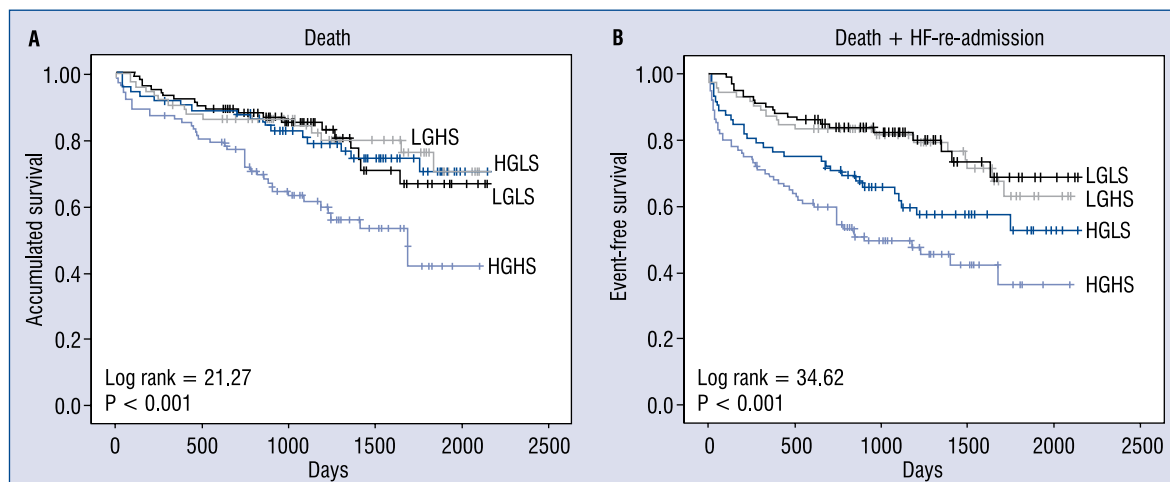 A
Death
Accumulated survival
1.00
0.8
0.6
0.4
0.2
0.0
LGHS
HGLS
LGLS
HGHS
Log rank = 21.27
P < 0.001
0 500 1000 1500 2000 2500
Days
B
Death + HF-re-admission
Event-free survival
1.00
0.8
0.6
0.4
0.2
0.0
LGLS
LGHS
HGLS
HGHS
Log rank = 34.62
P < 0.001
0 500 1000 1500 2000 2500
Days